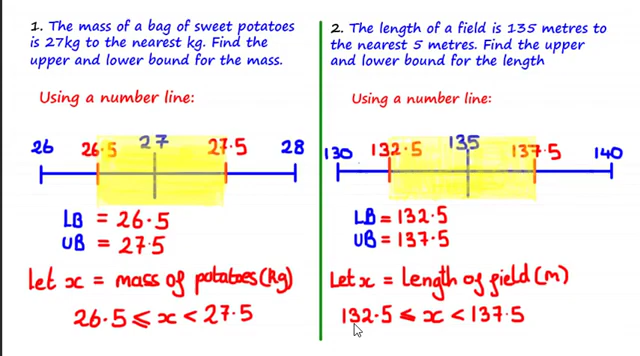 1. The mass of a bag of sweet potatoes
is 27kg to the nearest kg. Find the
upper and lower bound for the mass.
Using a number line:
26 26.5 27 27.5 28
LB = 26.5
UB = 27.5
Let x = mass of potatoes (kg)
26.5 ≤ x < 27.5
2. The length of a field is 135 metres to
the nearest 5 metres. Find the upper
and lower bound for the length
Using a number line:
130 132.5 135 137.5 140
LB = 132.5
UB = 137.5
Let x = Length of field (m)
132.5 ≤ x < 137.5